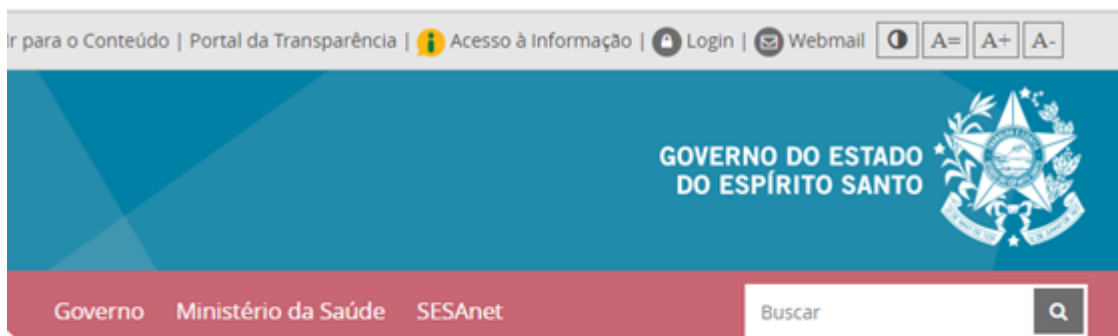 Ir para o Conteúdo | Portal da Transparência | Acesso à Informação | Login | Webmail A= A+ A-
GOVERNO DO ESTADO
DO ESPÍRITO SANTO
Governo Ministério da Saúde SESAnet Buscar